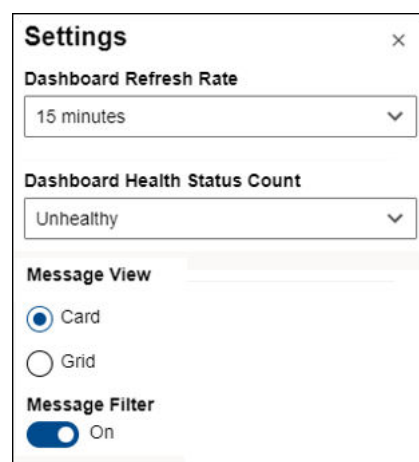 Settings
Dashboard Refresh Rate
15 minutes
Dashboard Health Status Count
Unhealthy
Message View
Card
Grid
Message Filter
On